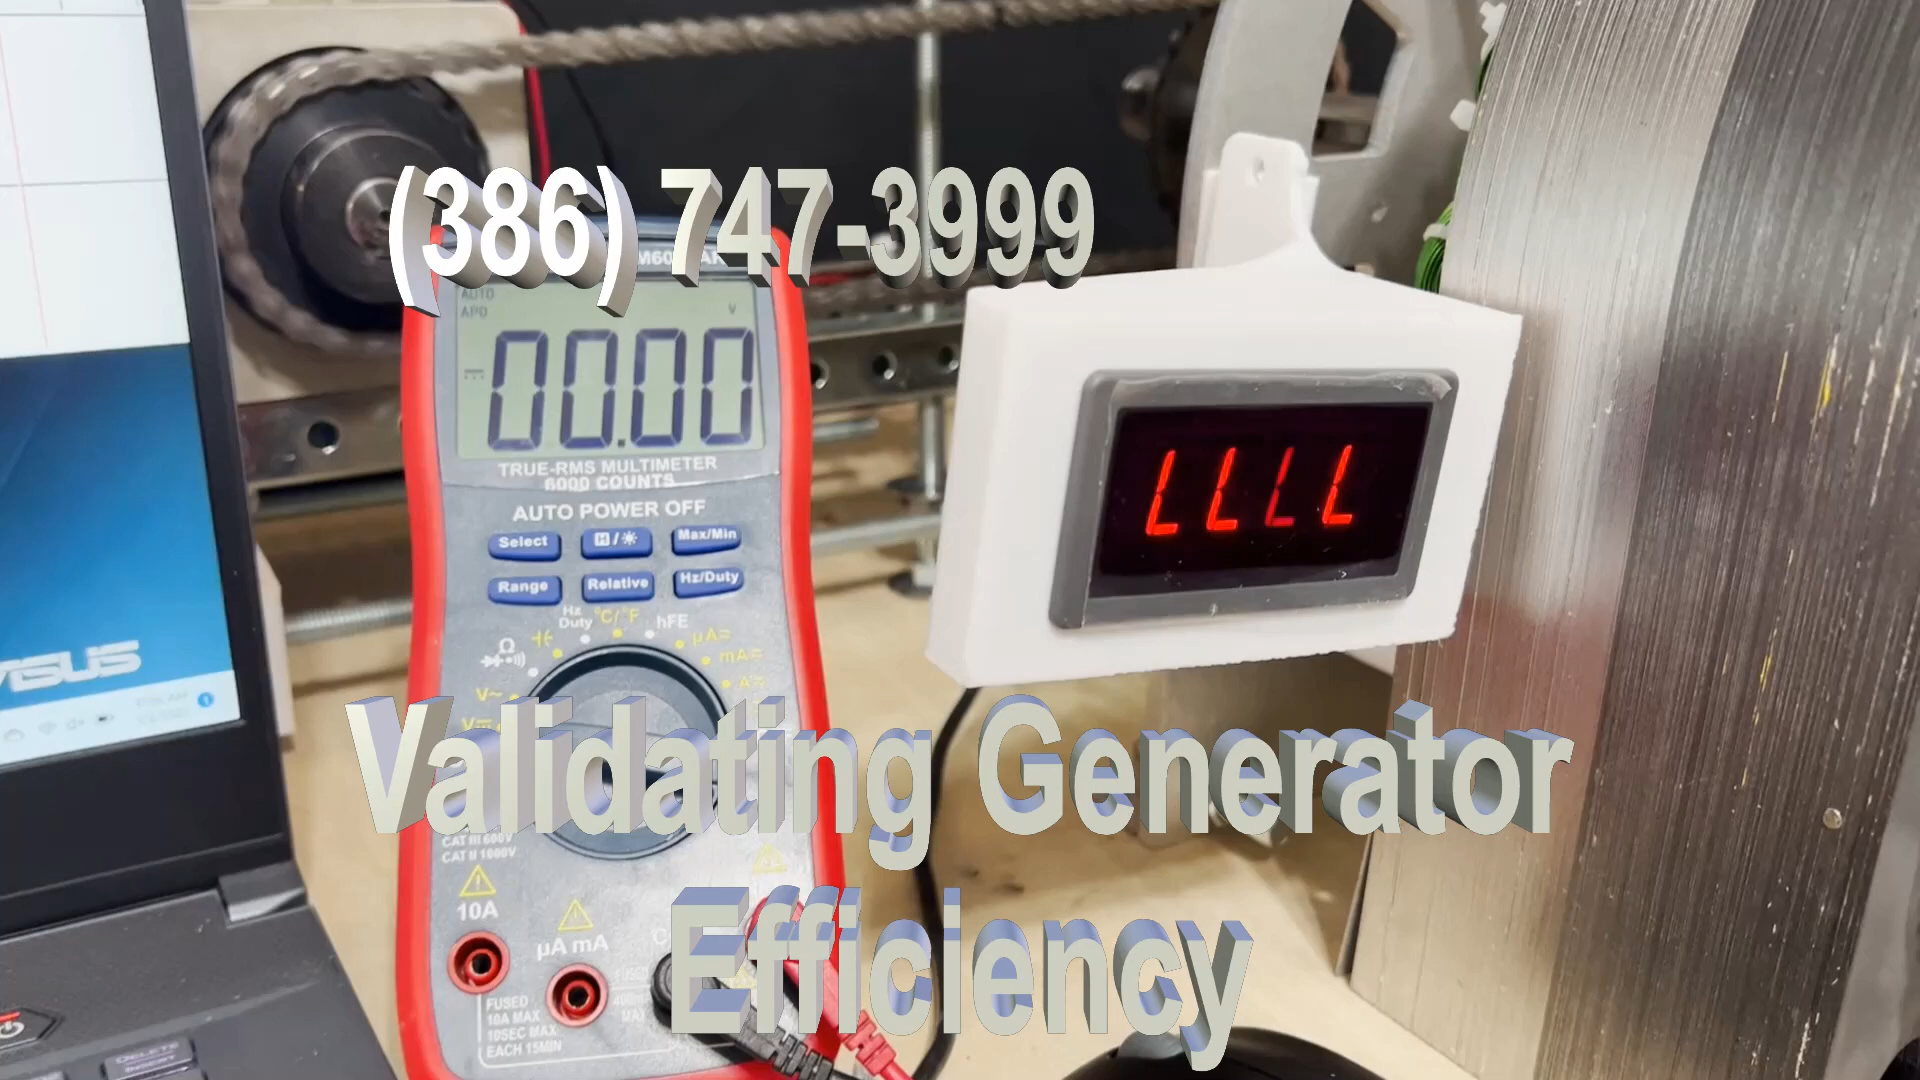 (386) 747-3999
AUTO
APO
V
00.00
TRUE-RMS MULTIMETER
6000 COUNTS
AUTO POWER OFF
Select
H/☀
Max/Min
Range
Relative
Hz/Duty
Hz
Duty
°C/°F
hFE
Ω
µA
mA
A
V~
V
LLLL
ASUS
Validating Generator
Efficiency
CAT III 600V
CAT II 1000V
10A
µA mA
FUSED
10A MAX
10SEC MAX
EACH 15MIN
DELETE